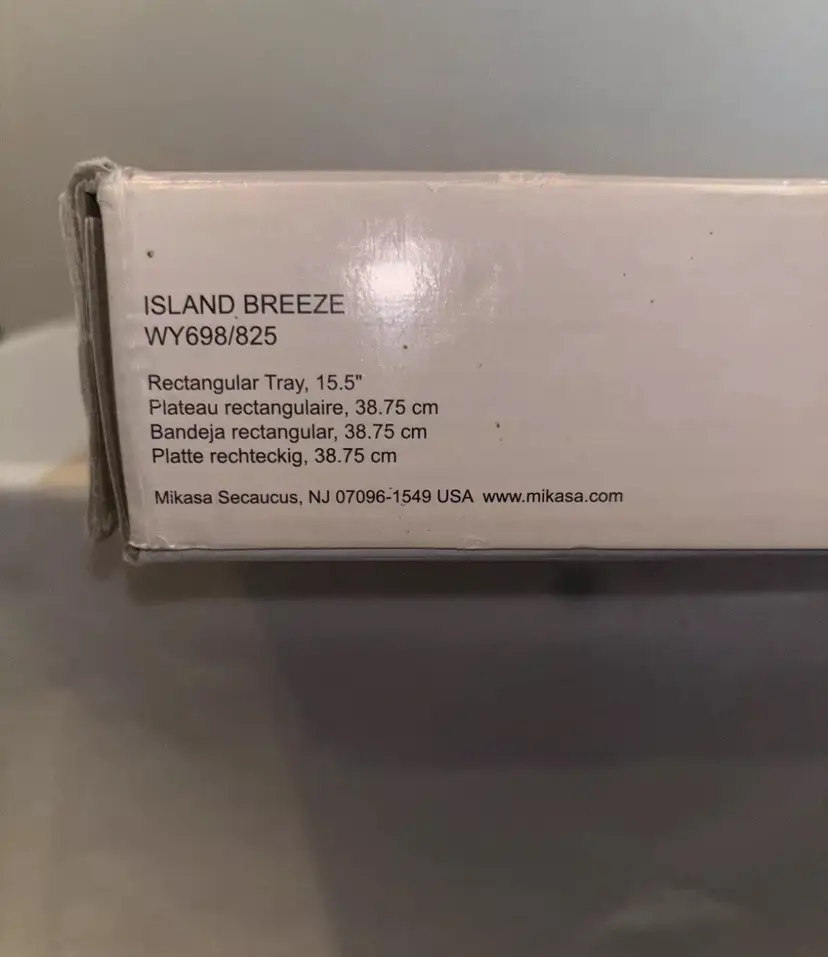 ISLAND BREEZE
WY698/825
Rectangular Tray, 15.5"
Plateau rectangulaire, 38.75 cm
Bandeja rectangular, 38.75 cm
Platte rechteckig, 38.75 cm
Mikasa Secaucus, NJ 07096-1549 USA www.mikasa.com